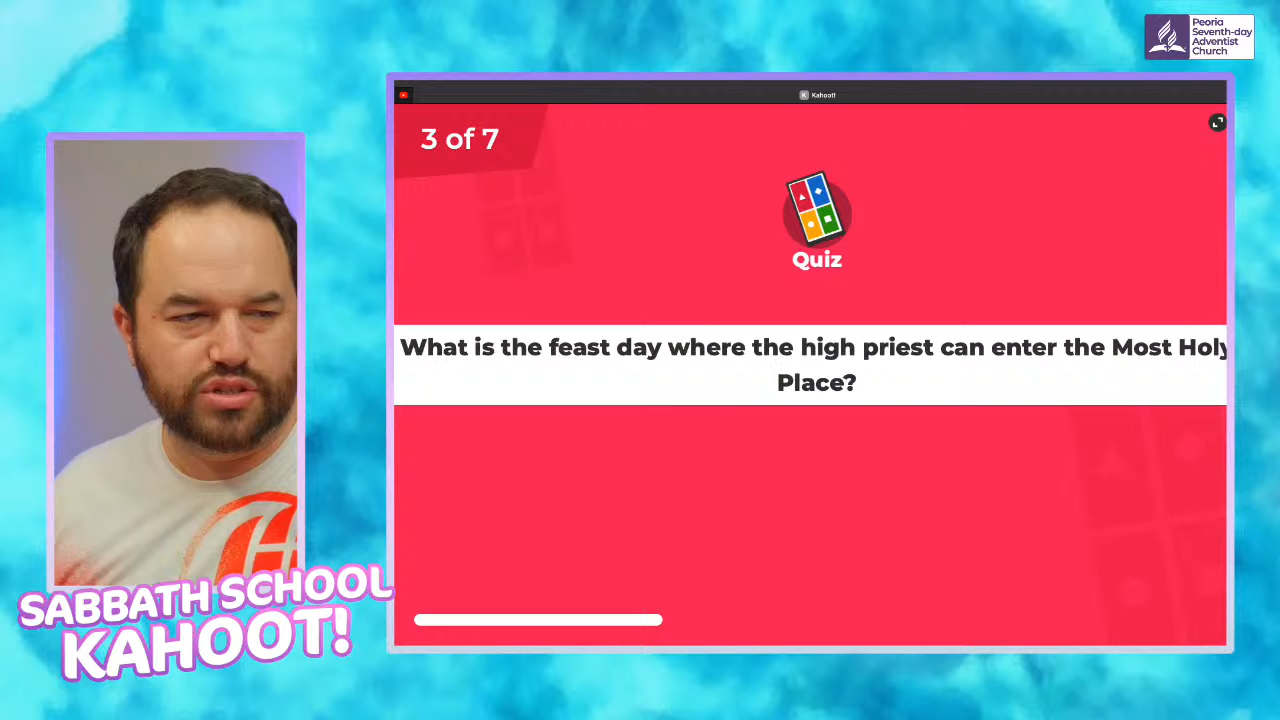 Peoria
Seventh-day
Adventist
Church
Kahoot!
3 of 7
Quiz
What is the feast day where the high priest can enter the Most Holy
Place?
SABBATH SCHOOL
KAHOOT!